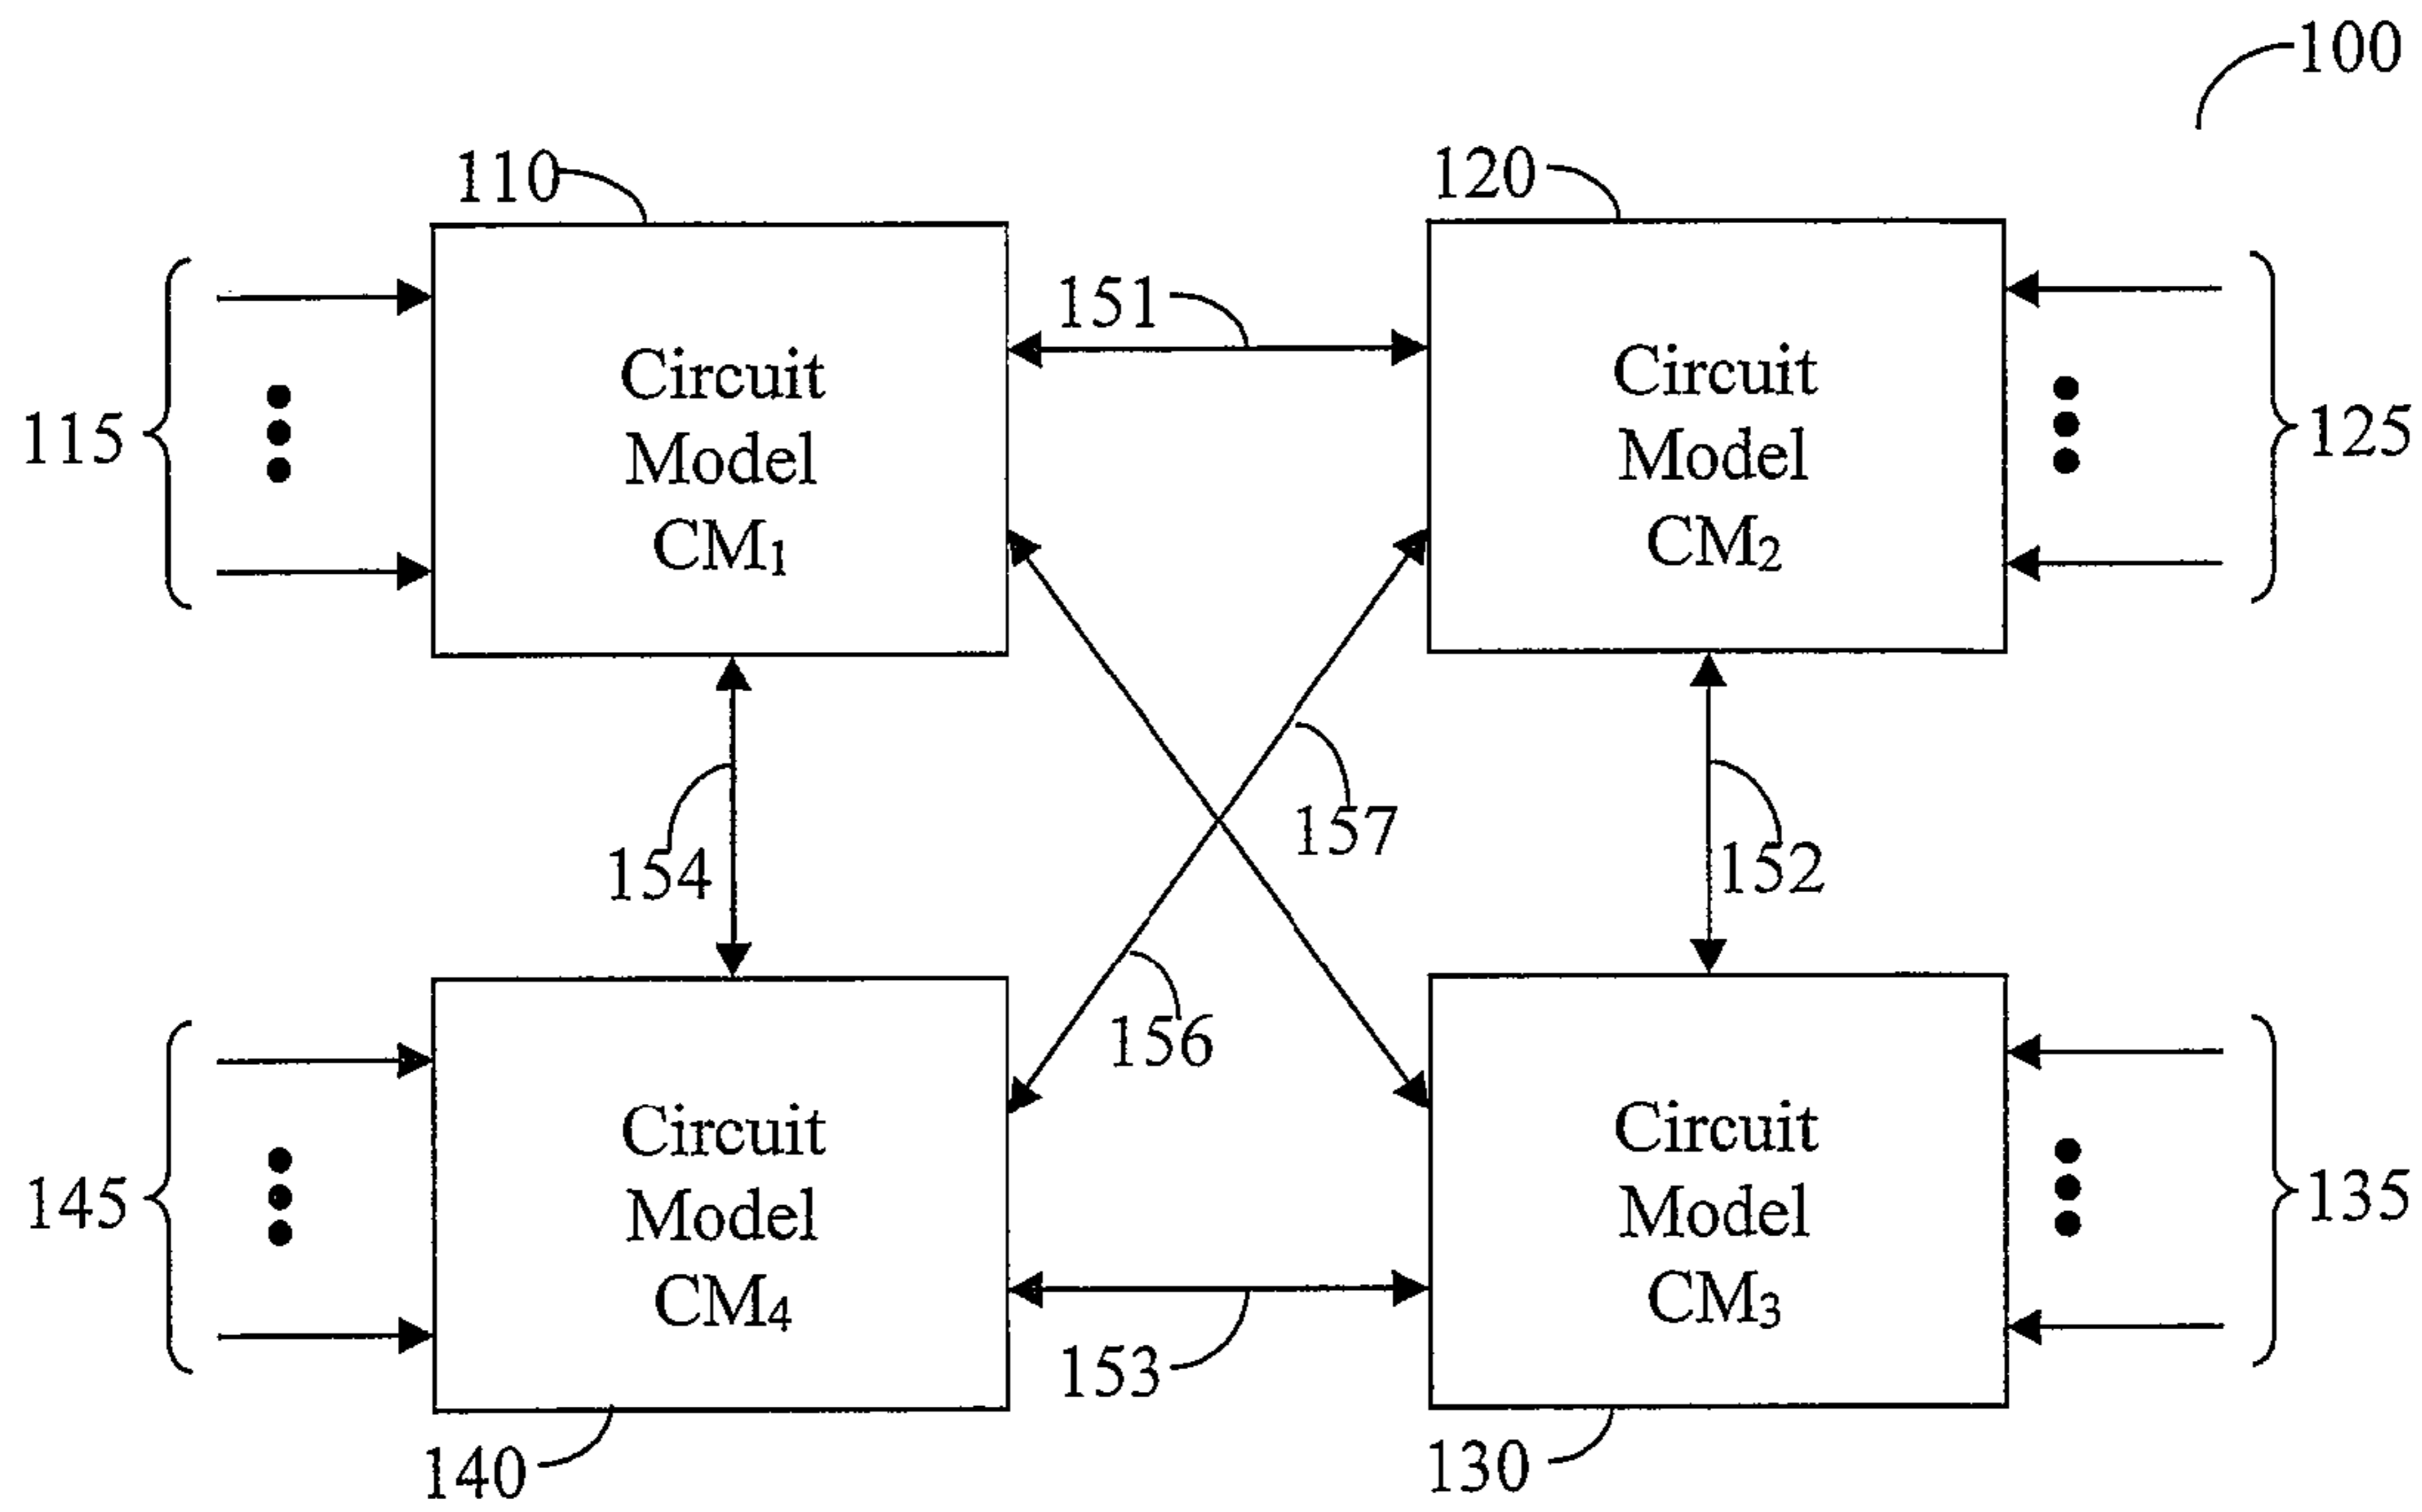 100
110
120
151
Circuit
Model
CM₁
Circuit
Model
CM₂
115
125
157
154
152
156
Circuit
Model
CM₄
Circuit
Model
CM₃
145
135
153
140
130